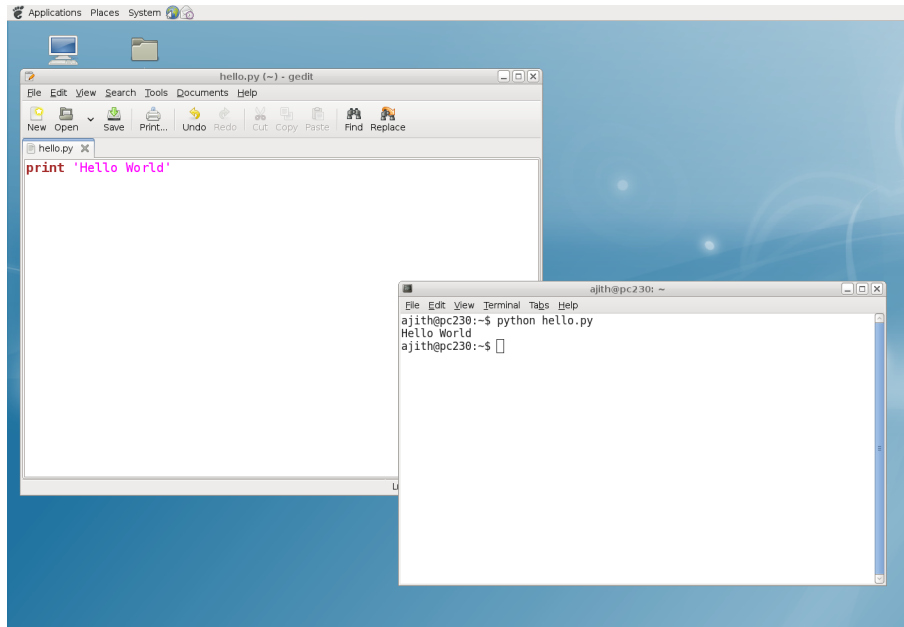 Applications Places System
hello.py (~) - gedit
File Edit View Search Tools Documents Help
New Open Save Print... Undo Redo Cut Copy Paste Find Replace
hello.py
print 'Hello World'
ajith@pc230: ~
File Edit View Terminal Tabs Help
ajith@pc230:~$ python hello.py
Hello World
ajith@pc230:~$